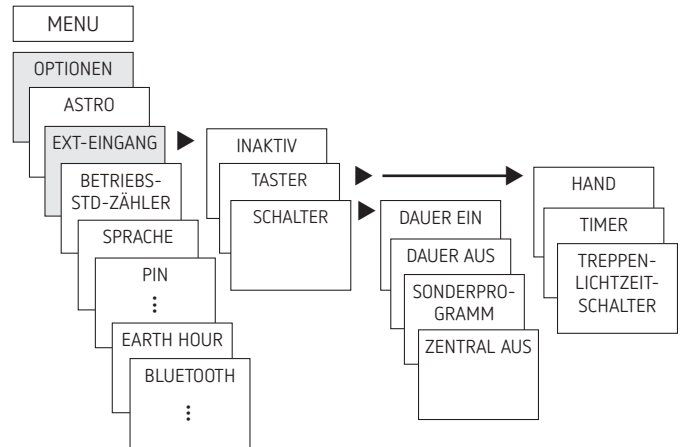 MENU
OPTIONEN
ASTRO
EXT-EINGANG
BETRIEBS-
STD-ZÄHLER
SPRACHE
PIN
⋮
EARTH HOUR
BLUETOOTH
⋮
INAKTIV
TASTER
SCHALTER
DAUER EIN
DAUER AUS
SONDERPRO-
GRAMM
ZENTRAL AUS
HAND
TIMER
TREPPEN-
LICHTZEIT-
SCHALTER